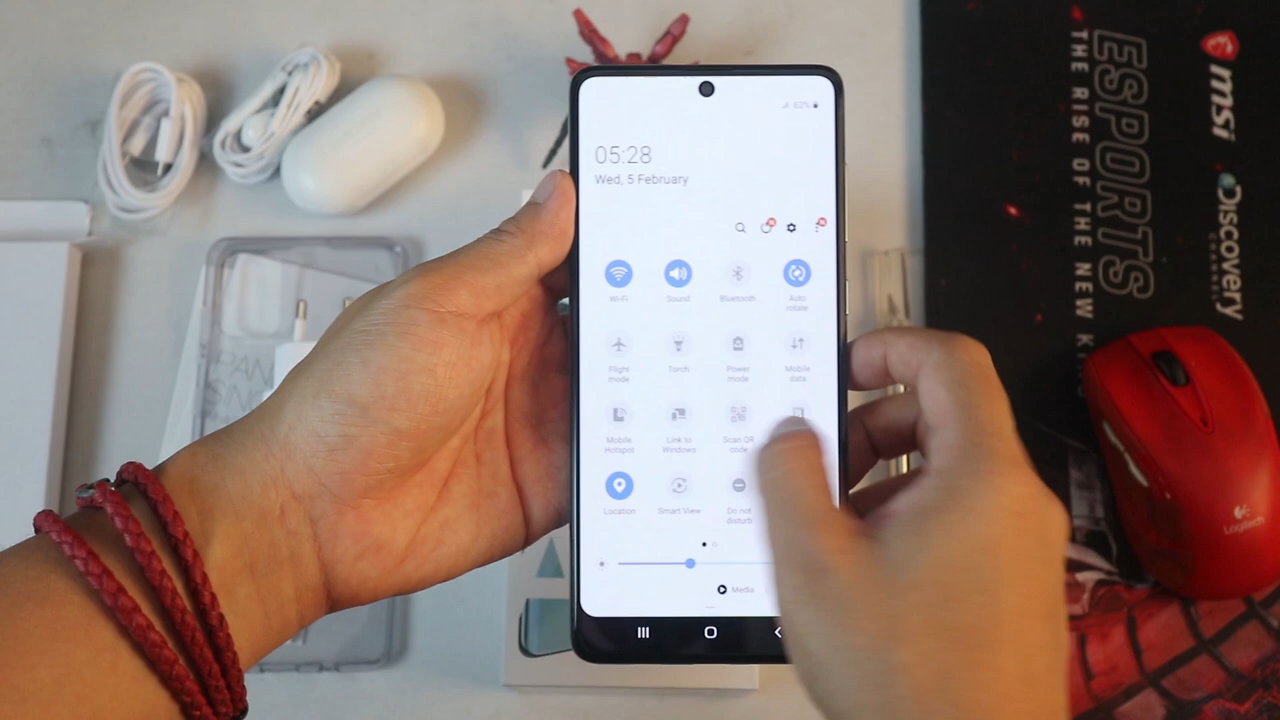 62%
05:28
Wed, 5 February
N
N
Wi-Fi
Sound
Bluetooth
Auto
rotate
Flight
mode
Torch
Power
mode
Mobile
data
Mobile
Hotspot
Link to
Windows
Scan QR
code
Location
Smart View
Do not
disturb
Media
msi
ESPORTS
THE RISE OF THE NEW
Discovery
CHANNEL
Logitech